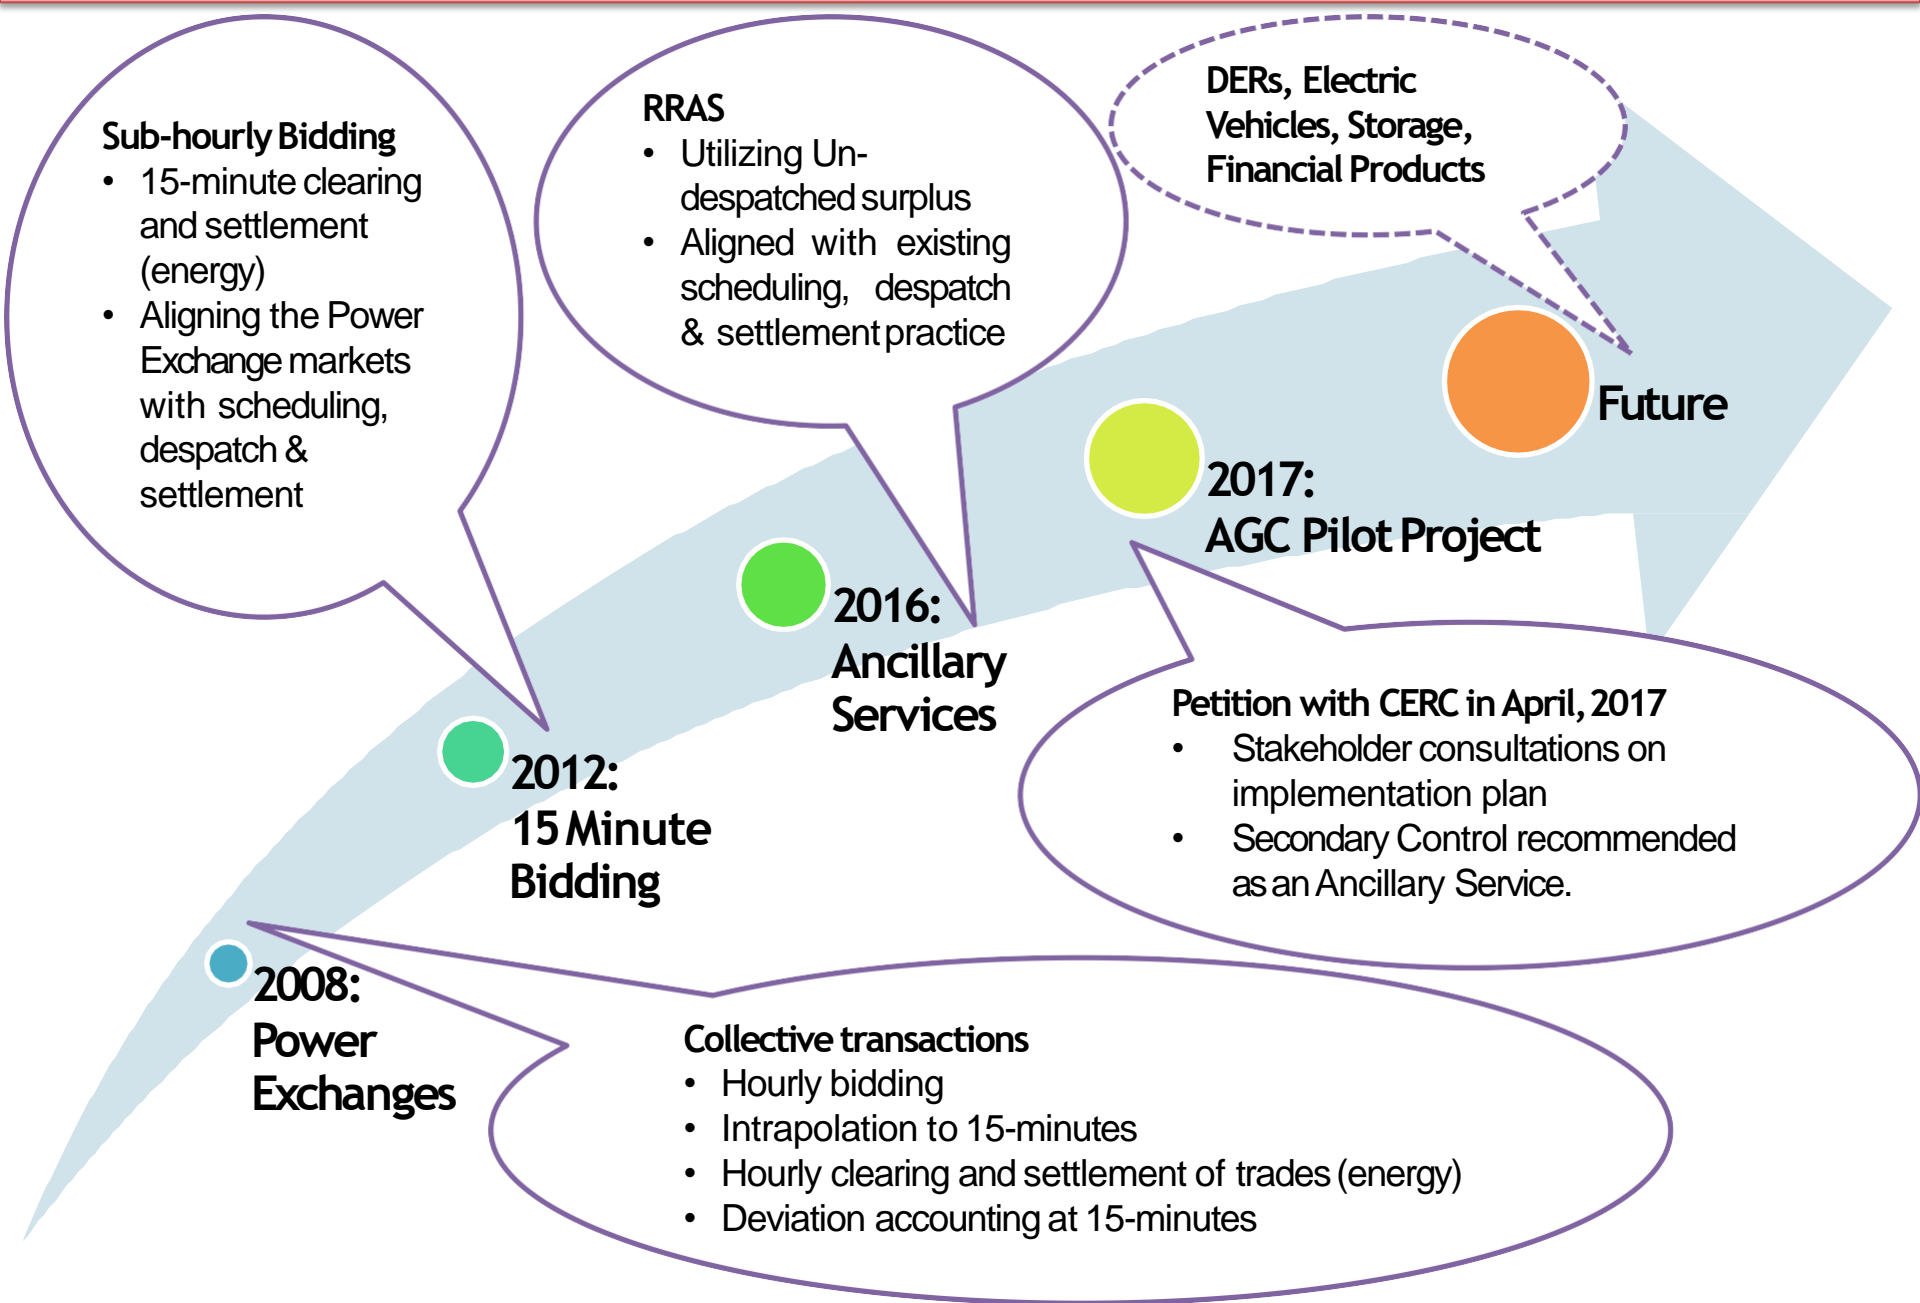 Sub-hourly Bidding
• 15-minute clearing
and settlement
(energy)
• Aligning the Power
Exchange markets
with scheduling,
despatch &
settlement
RRAS
• Utilizing Un-
despatched surplus
• Aligned with existing
scheduling, despatch
& settlement practice
DERs, Electric
Vehicles, Storage,
Financial Products
Future
2017:
AGC Pilot Project
2016:
Ancillary
Services
Petition with CERC in April, 2017
• Stakeholder consultations on
implementation plan
• Secondary Control recommended
as an Ancillary Service.
2012:
15 Minute
Bidding
2008:
Power
Exchanges
Collective transactions
• Hourly bidding
• Intrapolation to 15-minutes
• Hourly clearing and settlement of trades (energy)
• Deviation accounting at 15-minutes